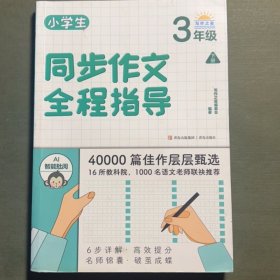 小学生
3年级
上册
同步作文
全程指导
AI
智能批阅
40000 篇佳作层层甄选
16 所教科院，1000 名语文老师联袂推荐
6 步详解·高效提分
名师锦囊·破茧成蝶